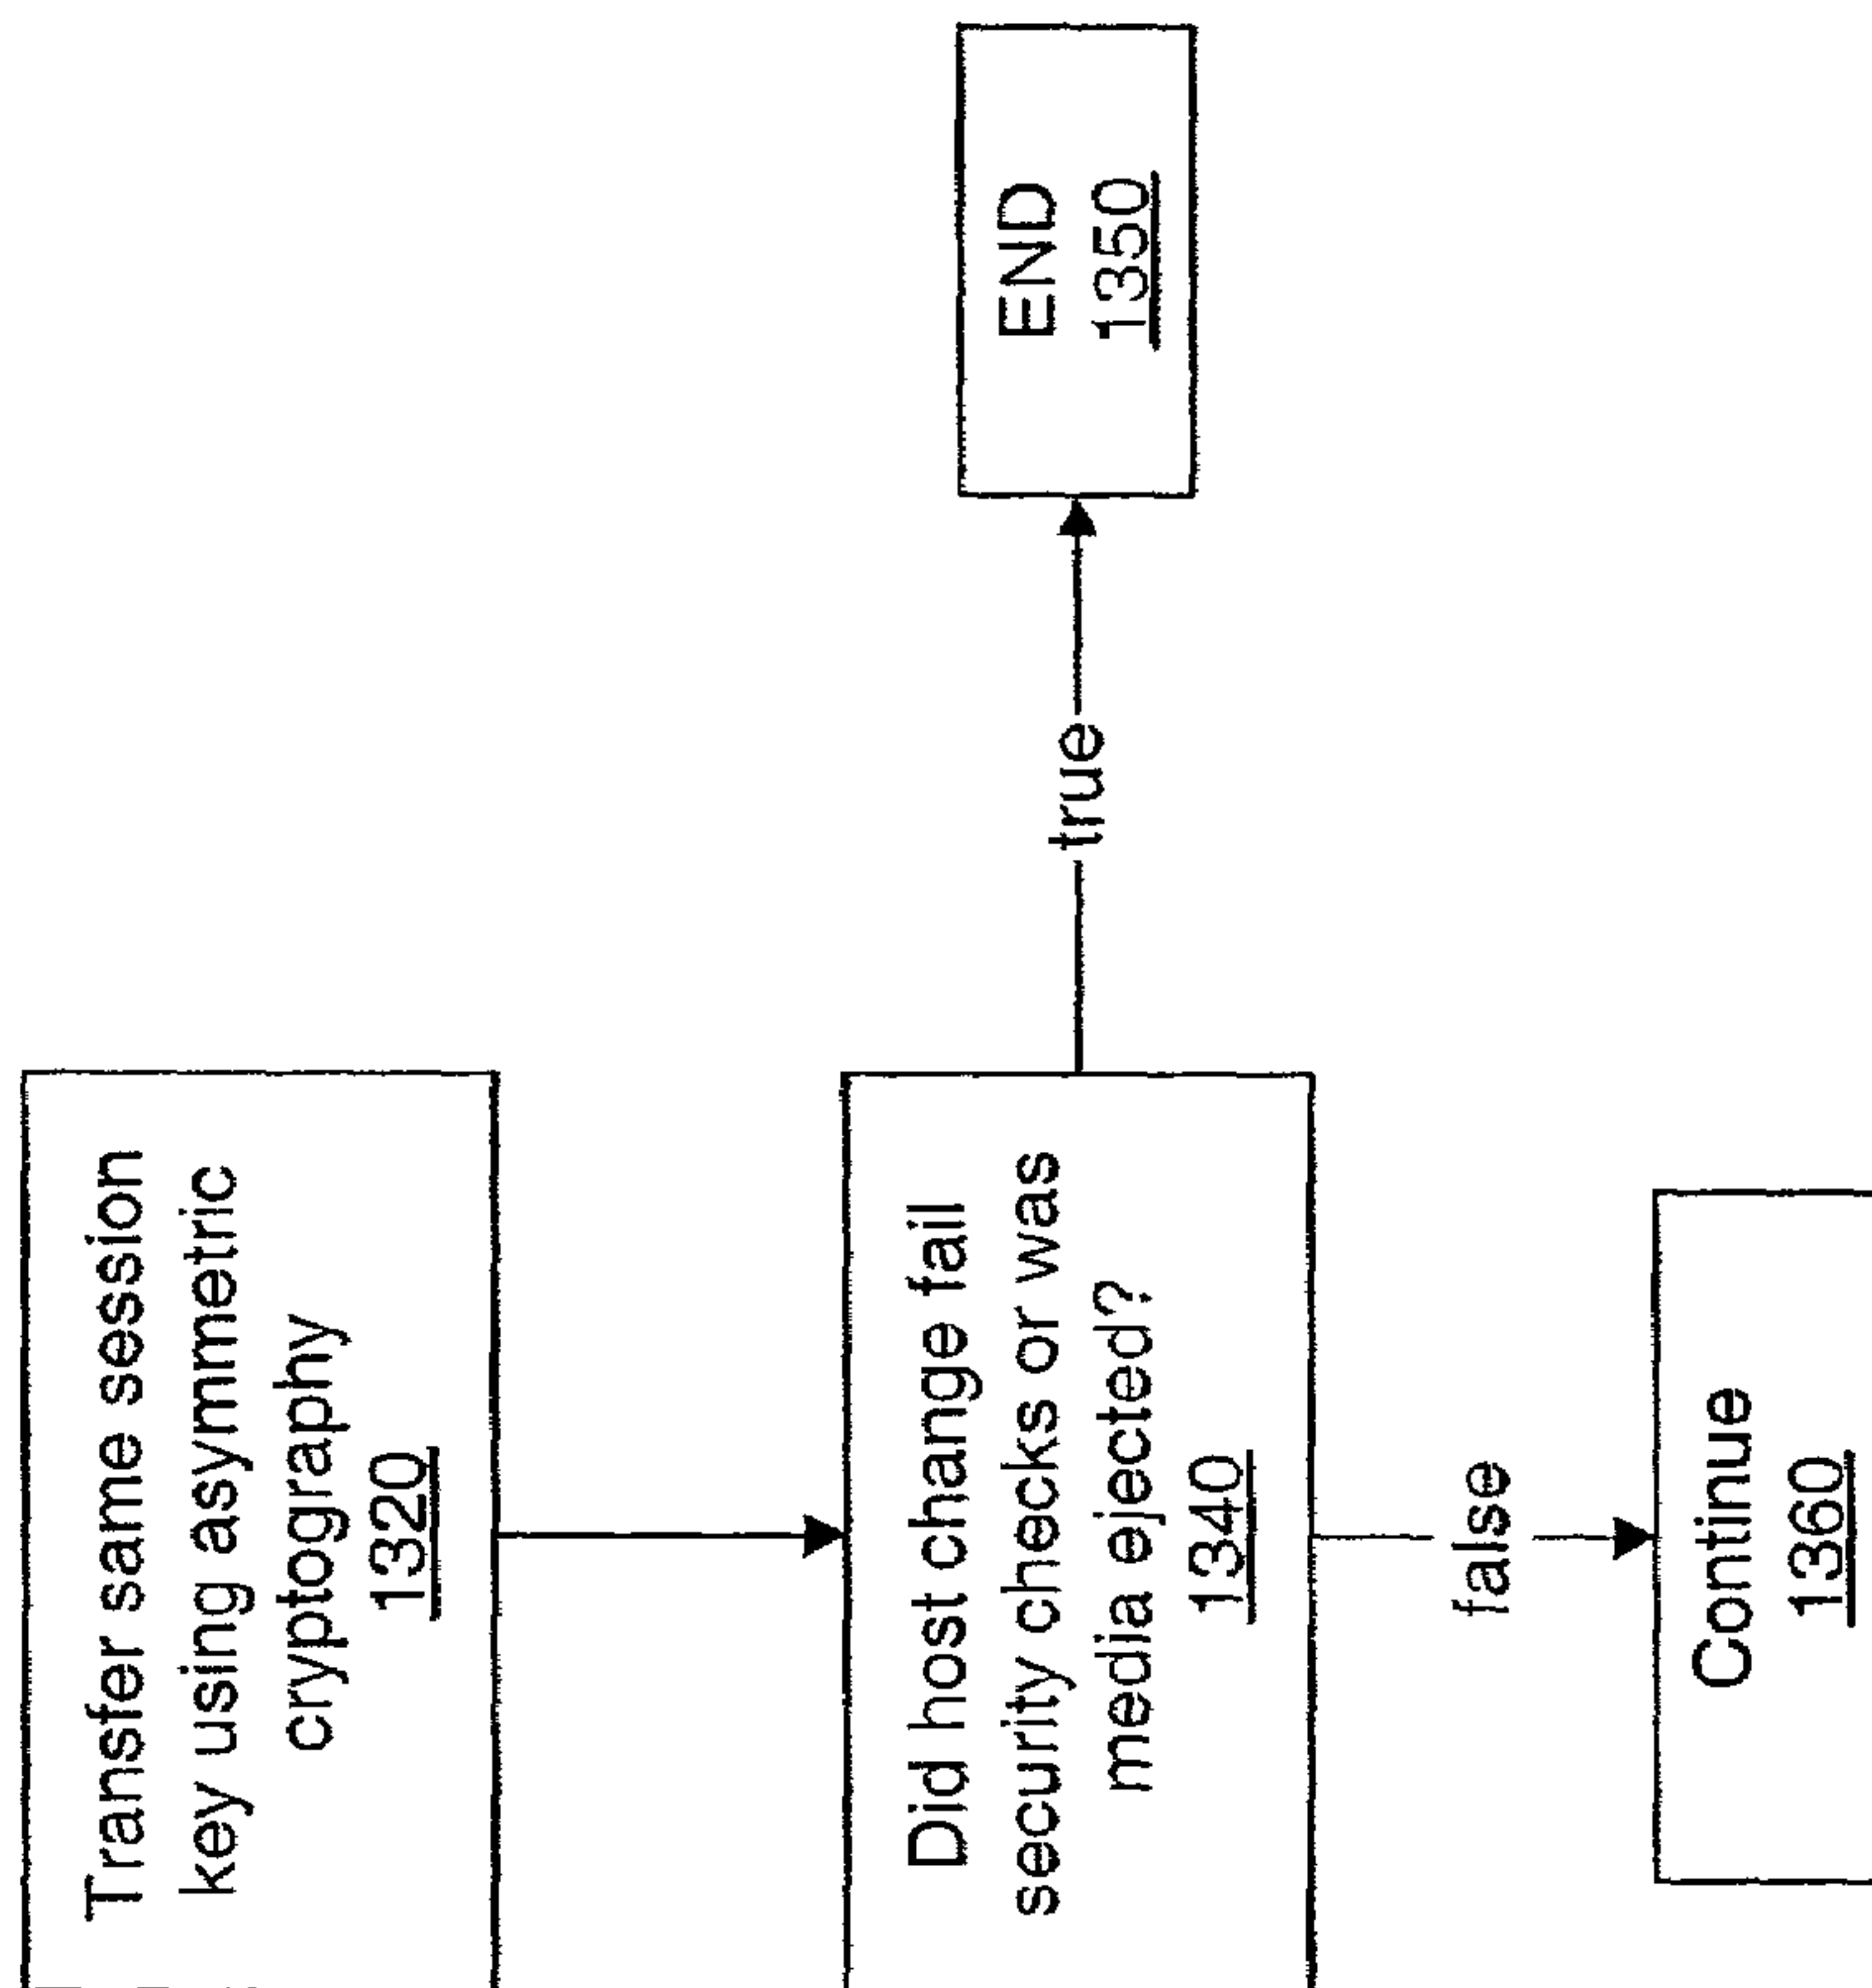 Transfer same session
key using asymmetric
cryptography
1320
Did host change fail
security checks or was
media ejected?
1340
true
END
1350
false
Continue
1360